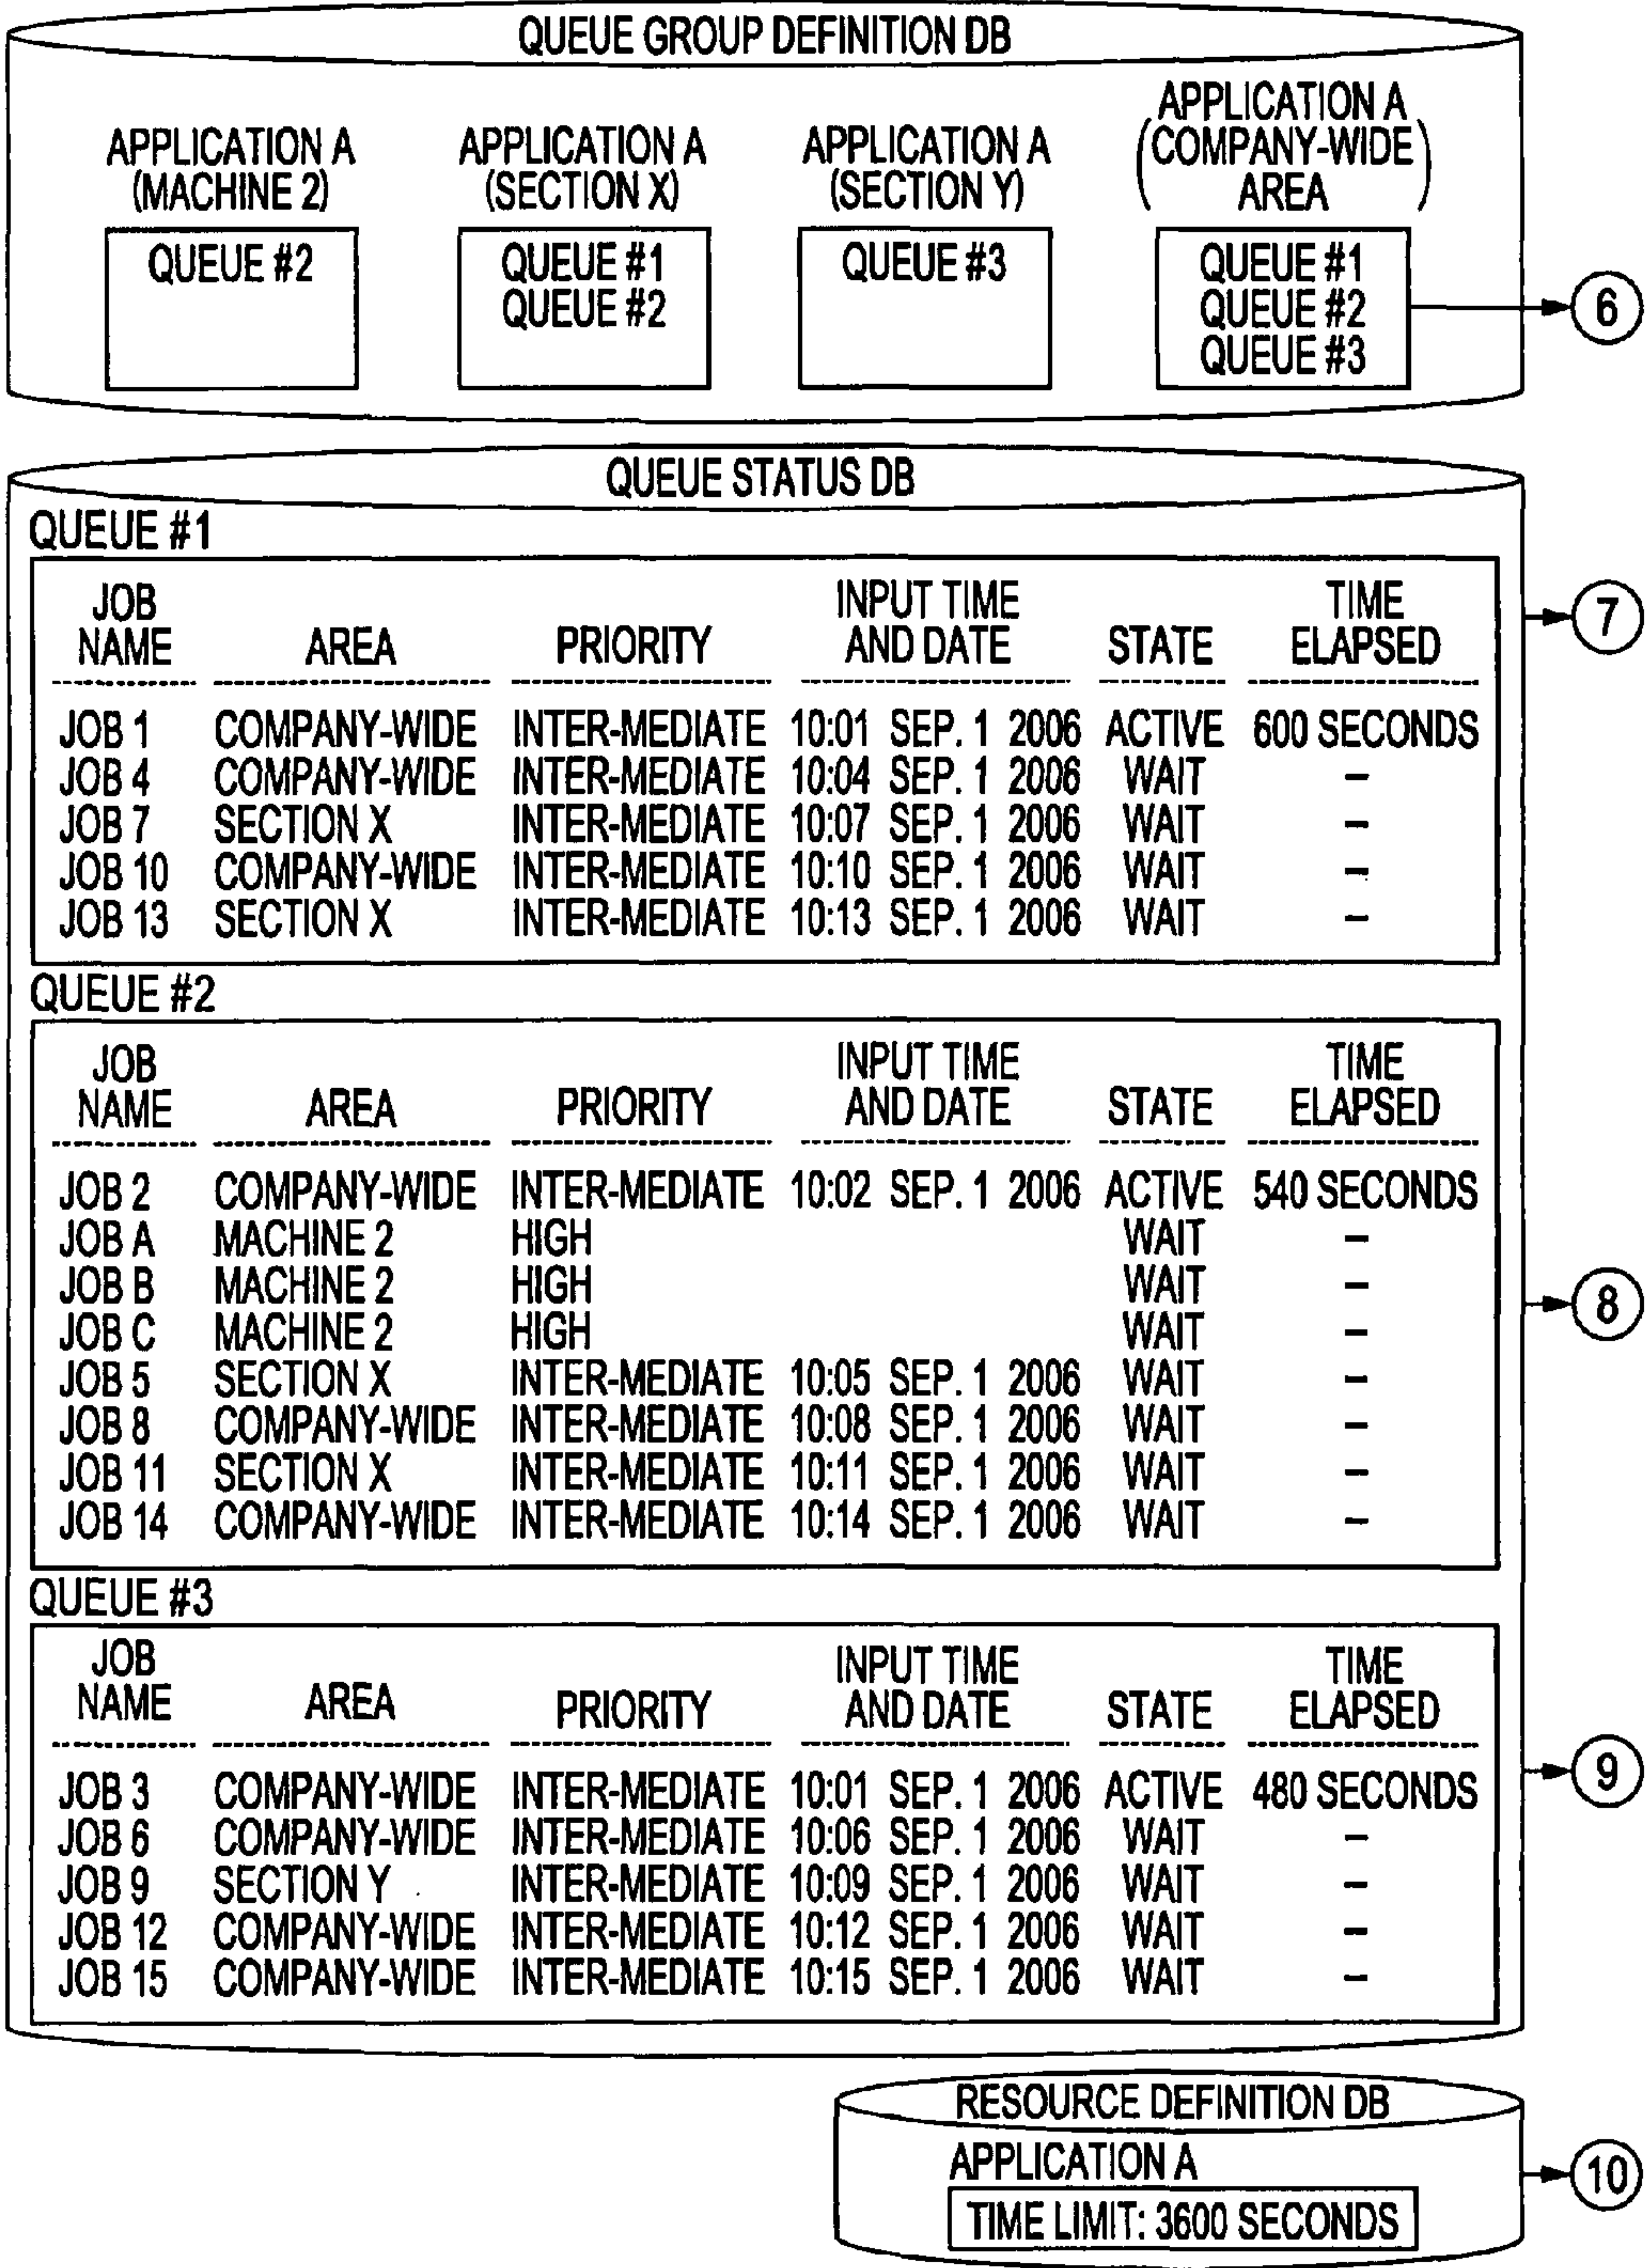 QUEUE GROUP DEFINITION DB
APPLICATION A
(MACHINE 2)
QUEUE #2
APPLICATION A
(SECTION X)
QUEUE #1
QUEUE #2
APPLICATION A
(SECTION Y)
QUEUE #3
APPLICATION A
(COMPANY-WIDE
AREA)
QUEUE #1
QUEUE #2
QUEUE #3
6
QUEUE STATUS DB
QUEUE #1
JOB NAME AREA PRIORITY INPUT TIME AND DATE STATE TIME ELAPSED
JOB 1 COMPANY-WIDE INTER-MEDIATE 10:01 SEP. 1 2006 ACTIVE 600 SECONDS
JOB 4 COMPANY-WIDE INTER-MEDIATE 10:04 SEP. 1 2006 WAIT –
JOB 7 SECTION X INTER-MEDIATE 10:07 SEP. 1 2006 WAIT –
JOB 10 COMPANY-WIDE INTER-MEDIATE 10:10 SEP. 1 2006 WAIT –
JOB 13 SECTION X INTER-MEDIATE 10:13 SEP. 1 2006 WAIT –
7
QUEUE #2
JOB NAME AREA PRIORITY INPUT TIME AND DATE STATE TIME ELAPSED
JOB 2 COMPANY-WIDE INTER-MEDIATE 10:02 SEP. 1 2006 ACTIVE 540 SECONDS
JOB A MACHINE 2 HIGH WAIT –
JOB B MACHINE 2 HIGH WAIT –
JOB C MACHINE 2 HIGH WAIT –
JOB 5 SECTION X INTER-MEDIATE 10:05 SEP. 1 2006 WAIT –
JOB 8 COMPANY-WIDE INTER-MEDIATE 10:08 SEP. 1 2006 WAIT –
JOB 11 SECTION X INTER-MEDIATE 10:11 SEP. 1 2006 WAIT –
JOB 14 COMPANY-WIDE INTER-MEDIATE 10:14 SEP. 1 2006 WAIT –
8
QUEUE #3
JOB NAME AREA PRIORITY INPUT TIME AND DATE STATE TIME ELAPSED
JOB 3 COMPANY-WIDE INTER-MEDIATE 10:01 SEP. 1 2006 ACTIVE 480 SECONDS
JOB 6 COMPANY-WIDE INTER-MEDIATE 10:06 SEP. 1 2006 WAIT –
JOB 9 SECTION Y INTER-MEDIATE 10:09 SEP. 1 2006 WAIT –
JOB 12 COMPANY-WIDE INTER-MEDIATE 10:12 SEP. 1 2006 WAIT –
JOB 15 COMPANY-WIDE INTER-MEDIATE 10:15 SEP. 1 2006 WAIT –
9
RESOURCE DEFINITION DB
APPLICATION A
TIME LIMIT: 3600 SECONDS
10